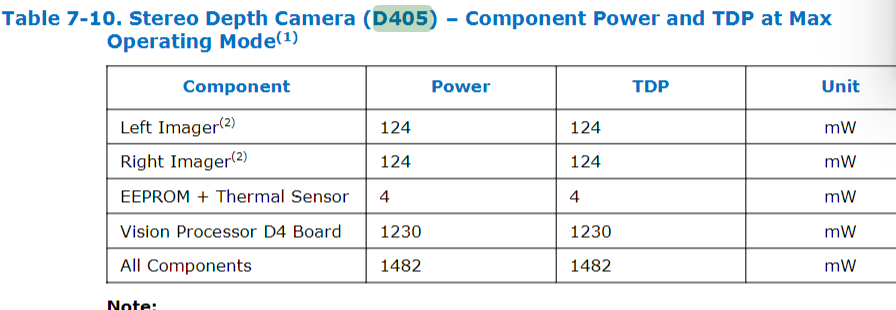 Table 7-10. Stereo Depth Camera (D405) – Component Power and TDP at Max
Operating Mode(1)
Component Power TDP Unit
Left Imager(2) 124 124 mW
Right Imager(2) 124 124 mW
EEPROM + Thermal Sensor 4 4 mW
Vision Processor D4 Board 1230 1230 mW
All Components 1482 1482 mW
Note: